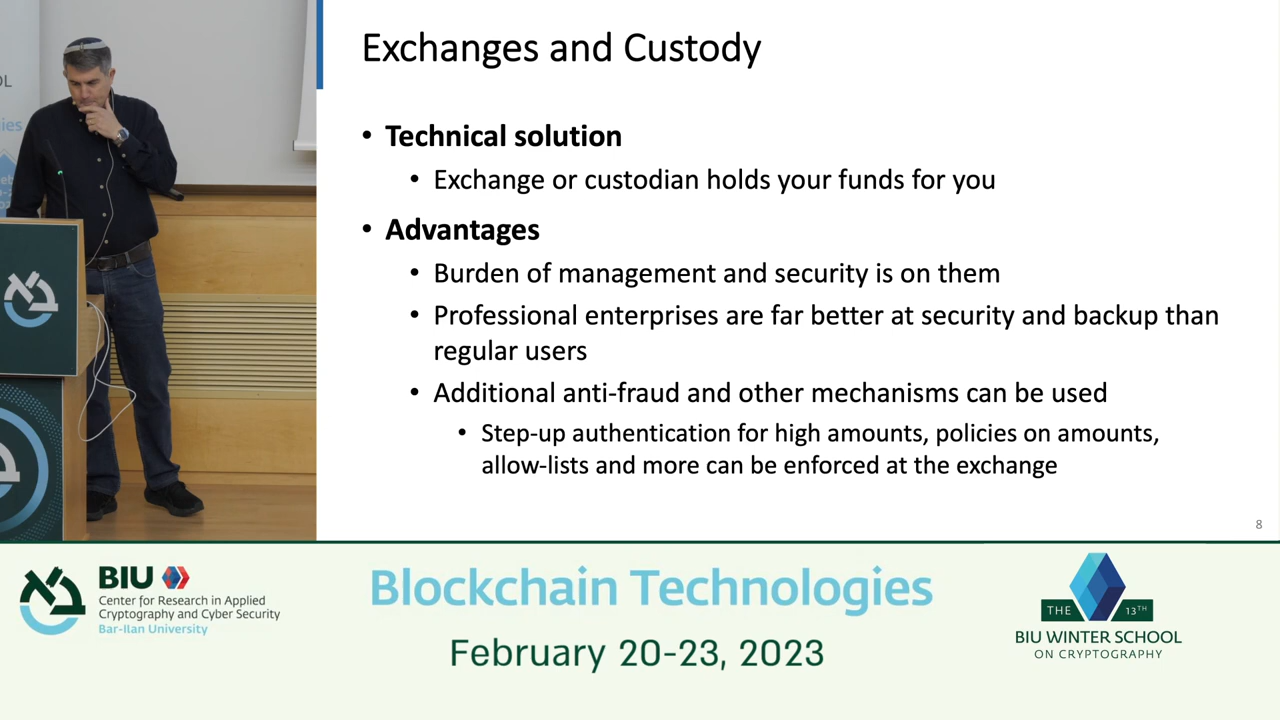 Exchanges and Custody
• Technical solution
• Exchange or custodian holds your funds for you
• Advantages
• Burden of management and security is on them
• Professional enterprises are far better at security and backup than
regular users
• Additional anti-fraud and other mechanisms can be used
• Step-up authentication for high amounts, policies on amounts,
allow-lists and more can be enforced at the exchange
8
OL
ies
BIU
Center for Research in Applied
Cryptography and Cyber Security
Bar-Ilan University
Blockchain Technologies
February 20-23, 2023
THE 13TH
BIU WINTER SCHOOL
ON CRYPTOGRAPHY